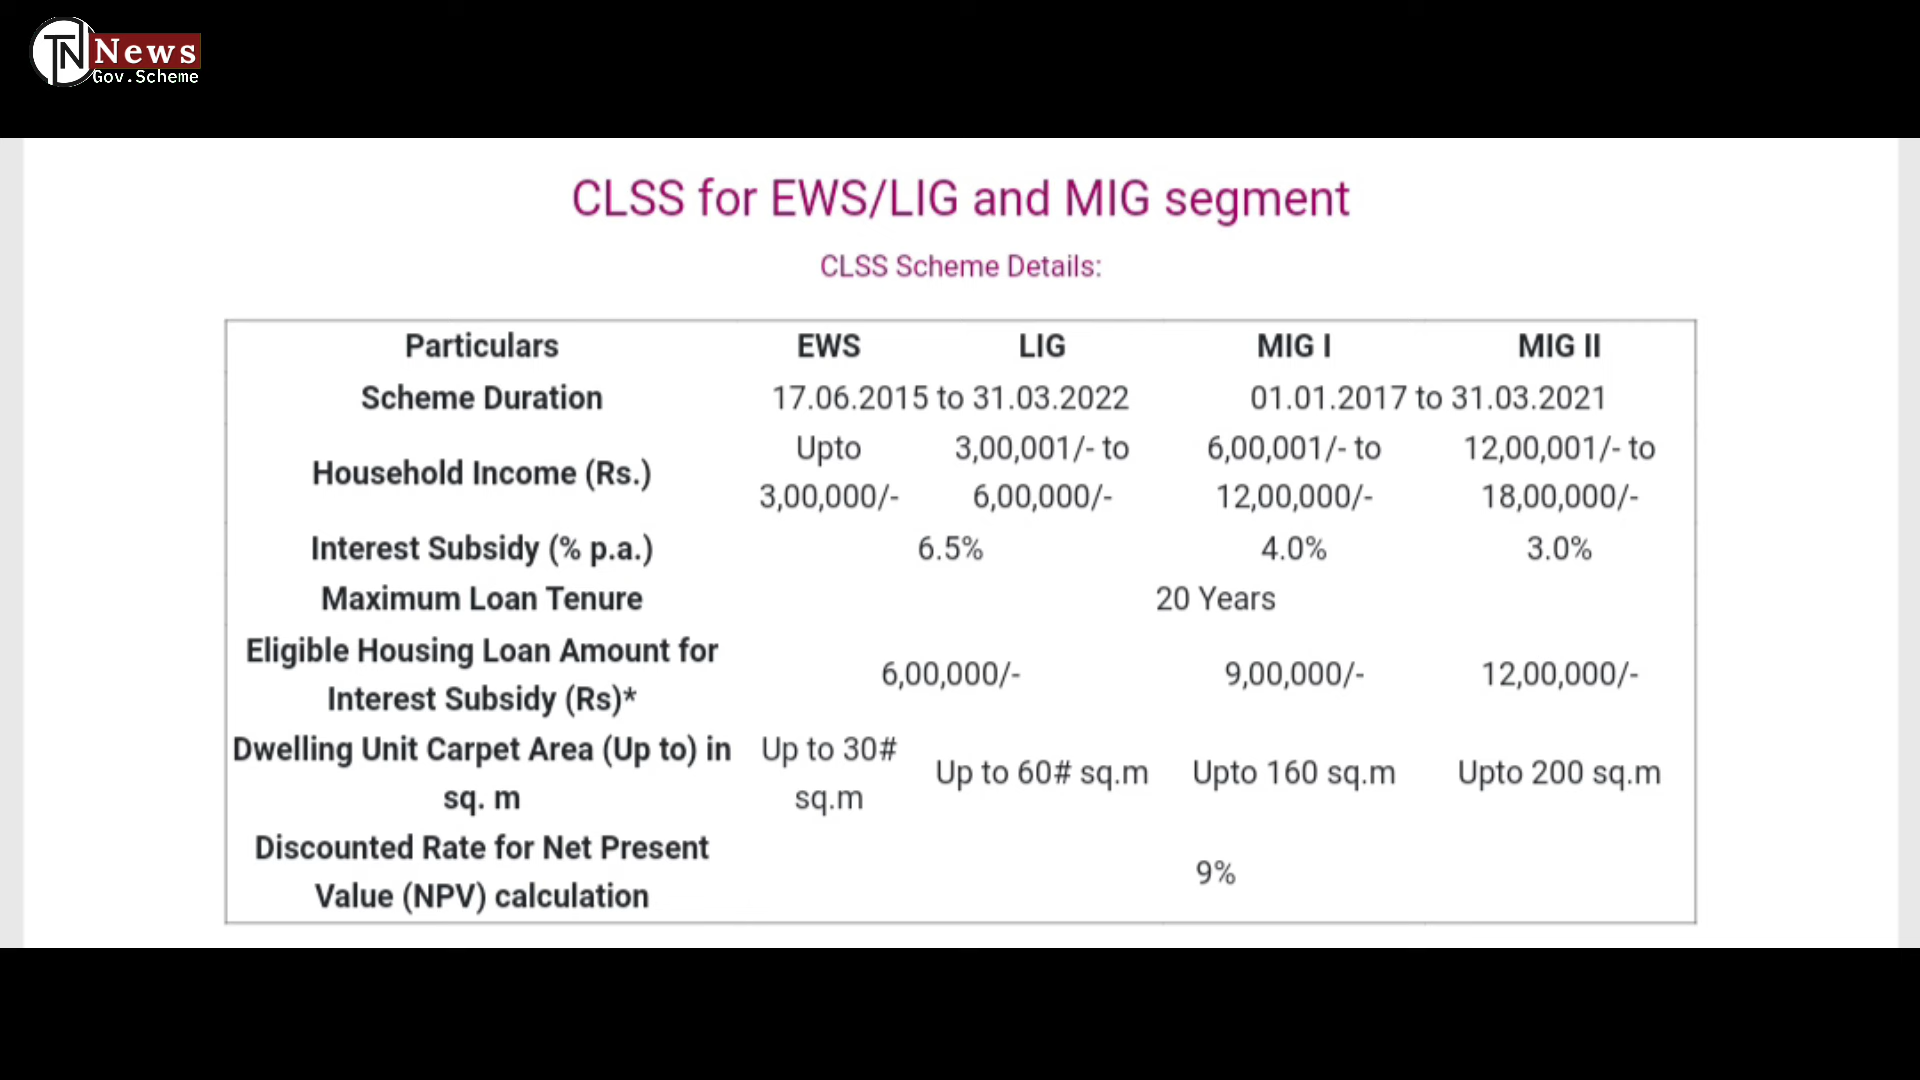 TN News
Gov.Scheme
CLSS for EWS/LIG and MIG segment
CLSS Scheme Details:
Particulars EWS LIG MIG I MIG II
Scheme Duration 17.06.2015 to 31.03.2022 01.01.2017 to 31.03.2021
Household Income (Rs.) Upto 3,00,001/- to 6,00,001/- to 12,00,001/- to
3,00,000/- 6,00,000/- 12,00,000/- 18,00,000/-
Interest Subsidy (% p.a.) 6.5% 4.0% 3.0%
Maximum Loan Tenure 20 Years
Eligible Housing Loan Amount for
Interest Subsidy (Rs)* 6,00,000/- 9,00,000/- 12,00,000/-
Dwelling Unit Carpet Area (Up to) in Up to 30#
sq. m sq.m Up to 60# sq.m Upto 160 sq.m Upto 200 sq.m
Discounted Rate for Net Present
Value (NPV) calculation 9%